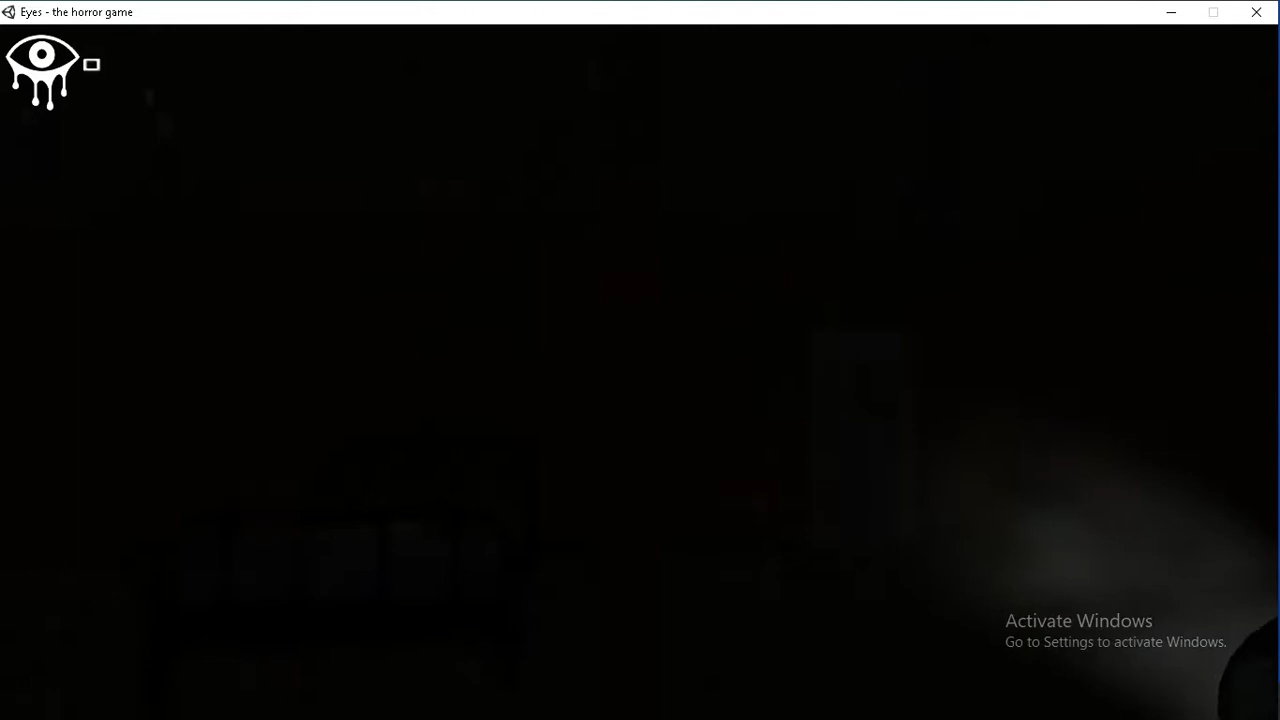 Eyes - the horror game
Activate Windows
Go to Settings to activate Windows.